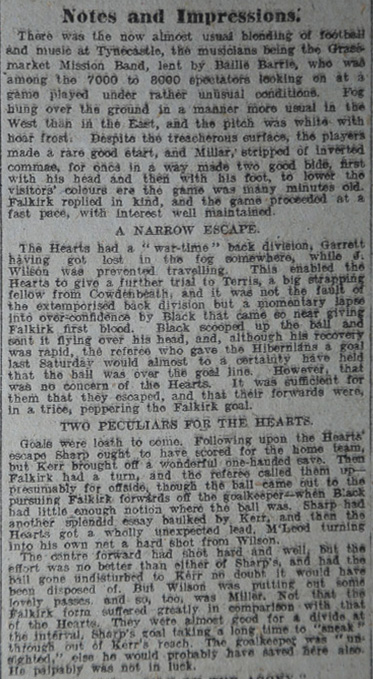 Notes and Impressions.
There was the now almost usual blending of football
and music at Tynecastle, the musicians being the Grass-
market Mission Band, lent by Bailie Barrie, who was
among the 7000 to 8000 spectators looking on at a
game played under rather unusual conditions. Fog
hung over the ground in a manner more usual in the
West than in the East, and the pitch was white with
hoar frost. Despite the treacherous surface, the players
made a rare good start, and Millar, stripped of inverted
commas, for once in a way made two good bids, first
with his head and then with his foot, to lower the
visitors' colours ere the game was many minutes old.
Falkirk replied in kind, and the game proceeded at a
fast pace, with interest well maintained.
A NARROW ESCAPE.
The Hearts had a "war-time" back division, Garrett
having got lost in the fog somewhere, while J.
Wilson was prevented travelling. This enabled the
Hearts to give a further trial to Terris, a big strapping
fellow from Cowdenbeath, and it was not the fault of
the extemporised back division but a momentary lapse
into over-confidence by Black that came so near giving
Falkirk first blood. Black scooped up the ball and
sent it flying over his head, and, although his recovery
was rapid, the referee who gave the Hibernians a goal
last Saturday would almost to a certainty have held
that the ball was over the goal line. However, that
was no concern of the Hearts. It was sufficient for
them that they escaped, and that their forwards were,
in a trice, peppering the Falkirk goal.
TWO PECULIARS FOR THE HEARTS.
Goals were loath to come. Following upon the Hearts'
escape Sharp ought to have scored for the home team,
but Kerr brought off a wonderful one-handed save. Then
Falkirk had a turn, and the referee called them up—
presumably for offside, though the ball came out to the
pursuing Falkirk forwards off the goalkeeper—when Black
had little enough notion where the ball was. Sharp had
another splendid essay baulked by Kerr, and then the
Hearts got a wholly unexpected lead, M'Leod turning
into his own net a hard shot from Wilson.
The centre forward had shot hard and well, but the
effort was no better than either of Sharp's, and had the
ball gone undisturbed to Kerr no doubt it would have
been disposed of. But Wilson was putting out some
lovely passes, and so, too, was Miller. Not that the
Falkirk form suffered greatly in comparison with that
of the Hearts. They were almost good for a divide at
the interval, Sharp's goal taking a long time to "sneak"
through out of Kerr's reach. The goalkeeper was "un-
sighted," else he would probably have saved here also.
He palpably was not in luck.